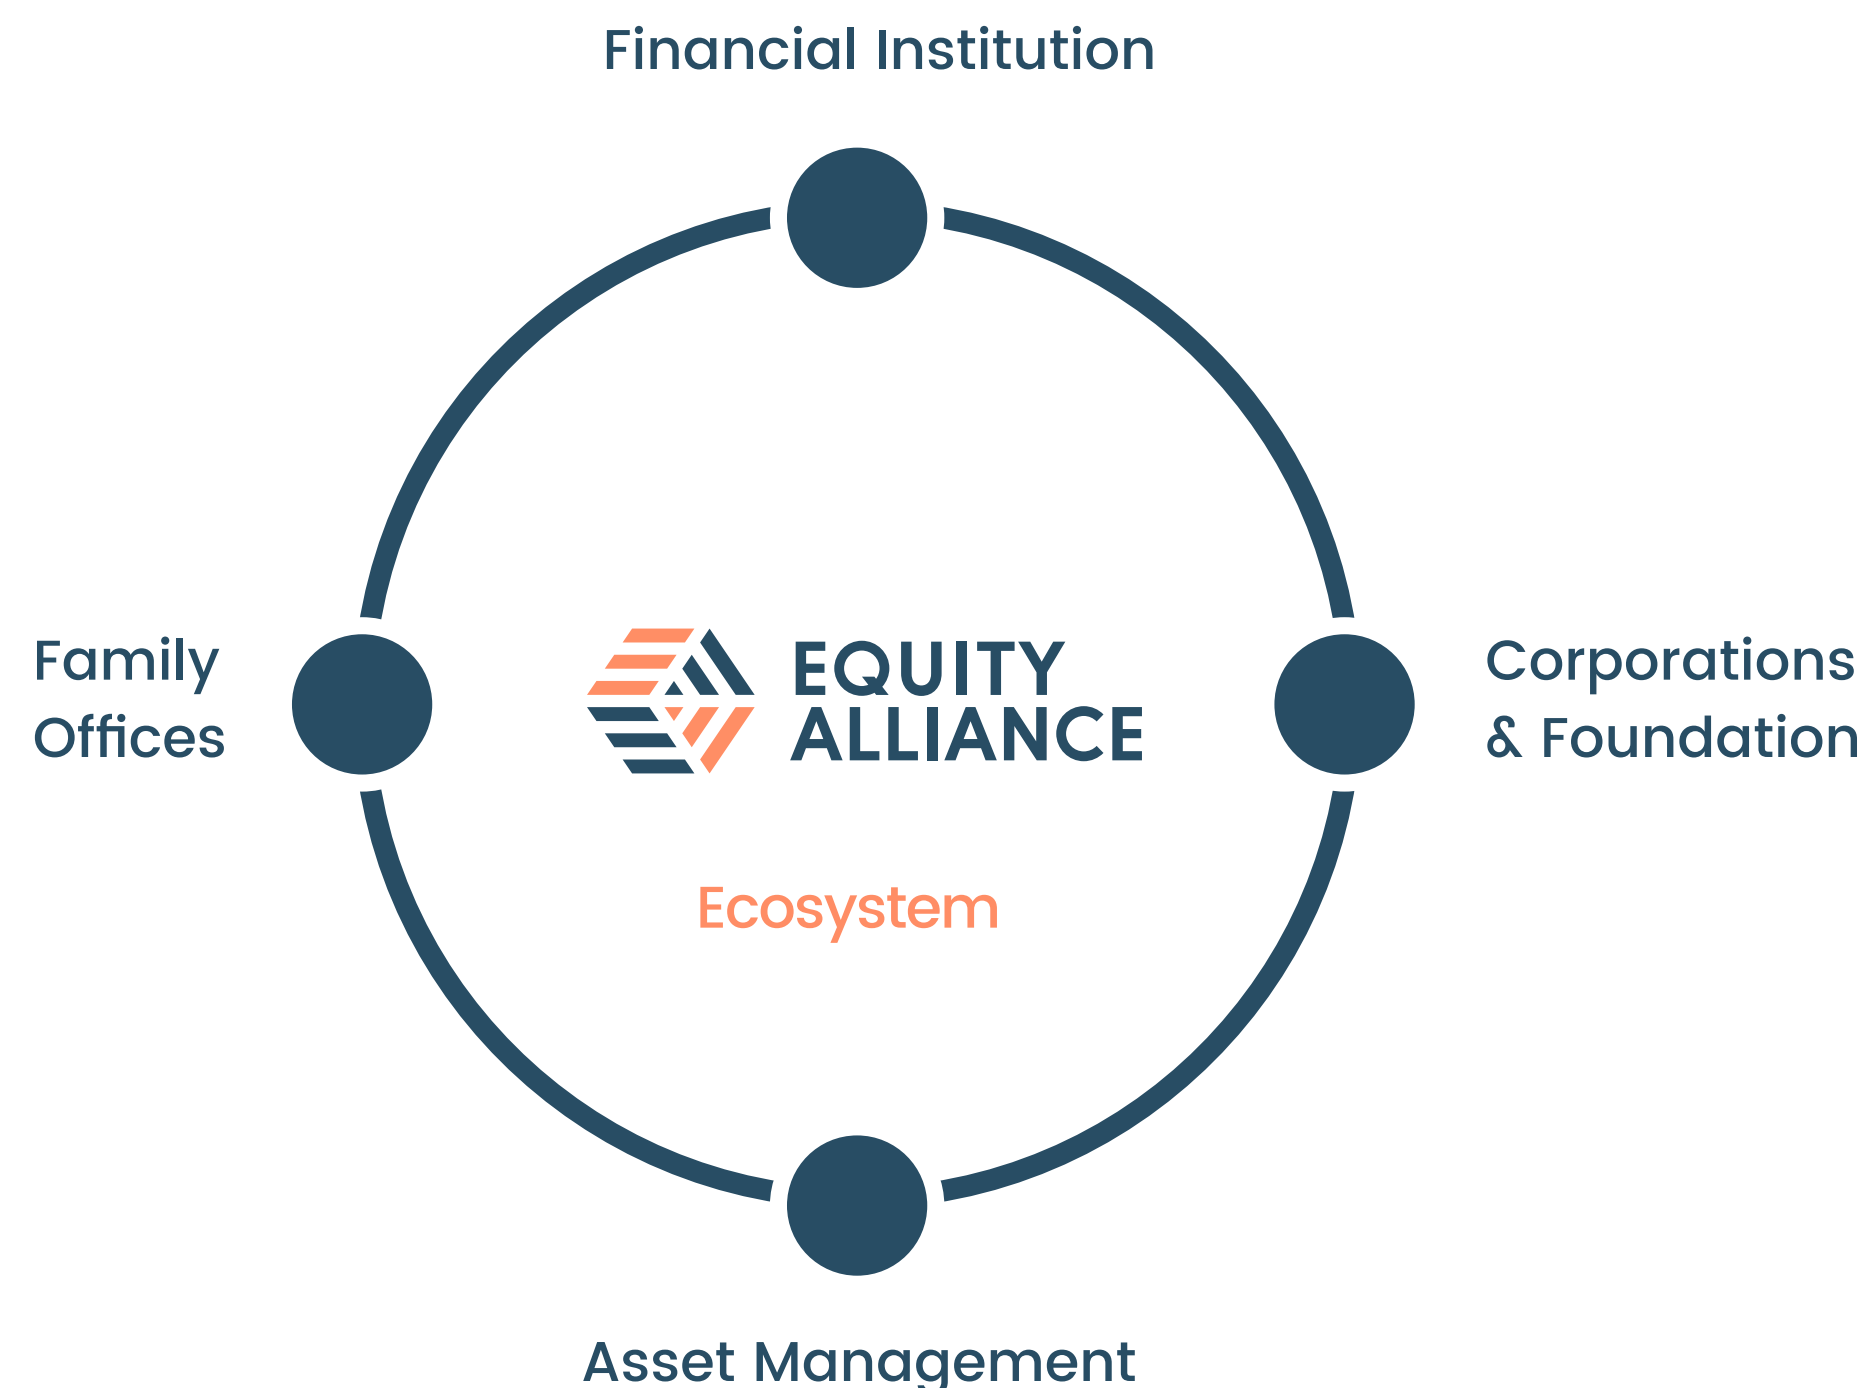 Financial Institution
Family
Offices
EQUITY
ALLIANCE
Ecosystem
Corporations
& Foundation
Asset Management